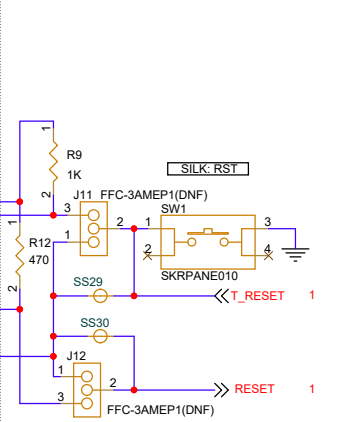 1
R9
1K
2
SILK: RST
J11 FFC-3AMEP1(DNF)
SW1
3
2
1
3
1
R12
470
2
1
2
4
SKRPANE010
SS29
T_RESET 1
SS30
J12
1
2
RESET 1
3
FFC-3AMEP1(DNF)